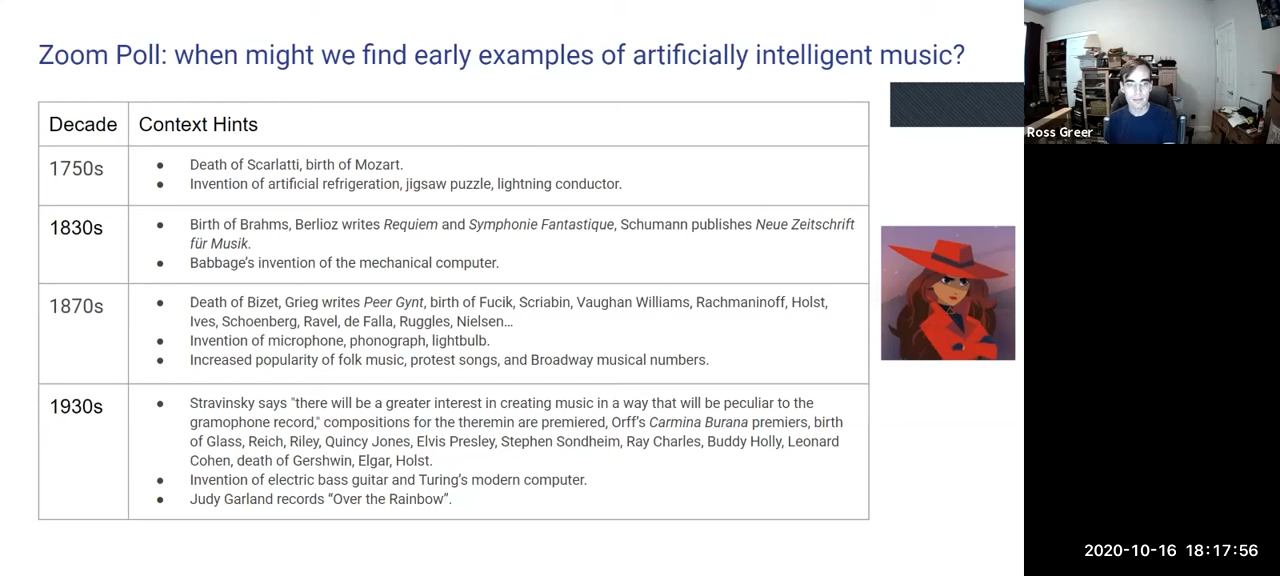 Zoom Poll: when might we find early examples of artificially intelligent music?
Decade Context Hints
1750s
● Death of Scarlatti, birth of Mozart.
● Invention of artificial refrigeration, jigsaw puzzle, lightning conductor.
1830s
● Birth of Brahms, Berlioz writes Requiem and Symphonie Fantastique, Schumann publishes Neue Zeitschrift
für Musik.
● Babbage’s invention of the mechanical computer.
1870s
● Death of Bizet, Grieg writes Peer Gynt, birth of Fucik, Scriabin, Vaughan Williams, Rachmaninoff, Holst,
Ives, Schoenberg, Ravel, de Falla, Ruggles, Nielsen...
● Invention of microphone, phonograph, lightbulb.
● Increased popularity of folk music, protest songs, and Broadway musical numbers.
1930s
● Stravinsky says "there will be a greater interest in creating music in a way that will be peculiar to the
gramophone record," compositions for the theremin are premiered, Orff’s Carmina Burana premiers, birth
of Glass, Reich, Riley, Quincy Jones, Elvis Presley, Stephen Sondheim, Ray Charles, Buddy Holly, Leonard
Cohen, death of Gershwin, Elgar, Holst.
● Invention of electric bass guitar and Turing’s modern computer.
● Judy Garland records “Over the Rainbow”.
Ross Greer
2020-10-16 18:17:56